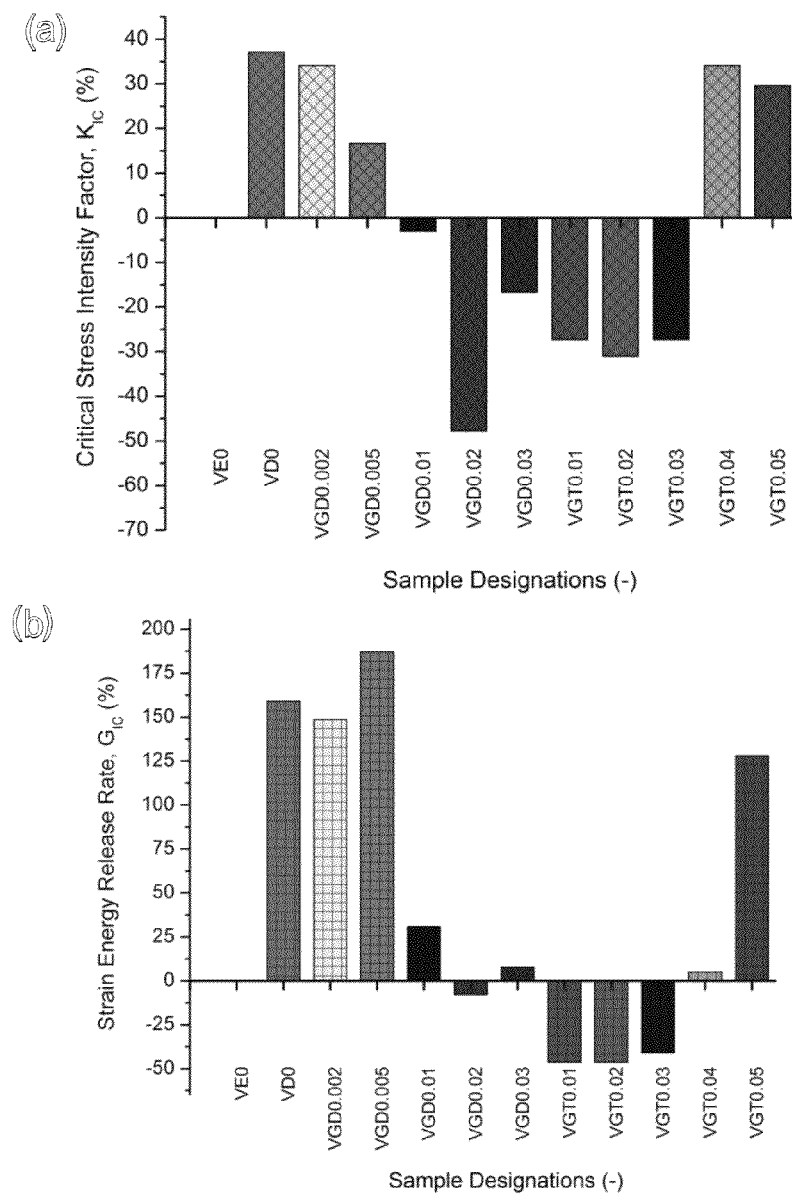 (a)
Critical Stress Intensity Factor, K_IC (%)
40
30
20
10
0
-10
-20
-30
-40
-50
-60
-70
VE0
VD0
VGD0.002
VGD0.005
VGD0.01
VGD0.02
VGD0.03
VGT0.01
VGT0.02
VGT0.03
VGT0.04
VGT0.05
Sample Designations (-)
(b)
Strain Energy Release Rate, G_IC (%)
200
175
150
125
100
75
50
25
0
-25
-50
VE0
VD0
VGD0.002
VGD0.005
VGD0.01
VGD0.02
VGD0.03
VGT0.01
VGT0.02
VGT0.03
VGT0.04
VGT0.05
Sample Designations (-)